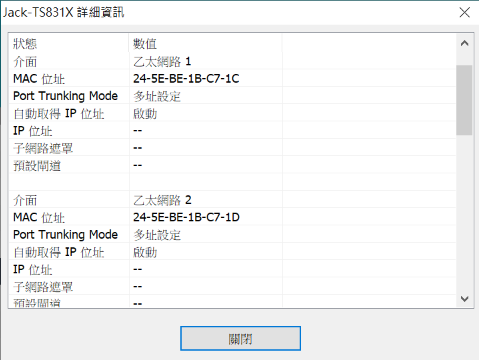 Jack-TS831X 詳細資訊
狀態 數值
介面 乙太網路 1
MAC 位址 24-5E-BE-1B-C7-1C
Port Trunking Mode 多址設定
自動取得 IP 位址 啟動
IP 位址 --
子網路遮罩 --
預設閘道 --
介面 乙太網路 2
MAC 位址 24-5E-BE-1B-C7-1D
Port Trunking Mode 多址設定
自動取得 IP 位址 啟動
IP 位址 --
子網路遮罩 --
預設閘道 --
關閉